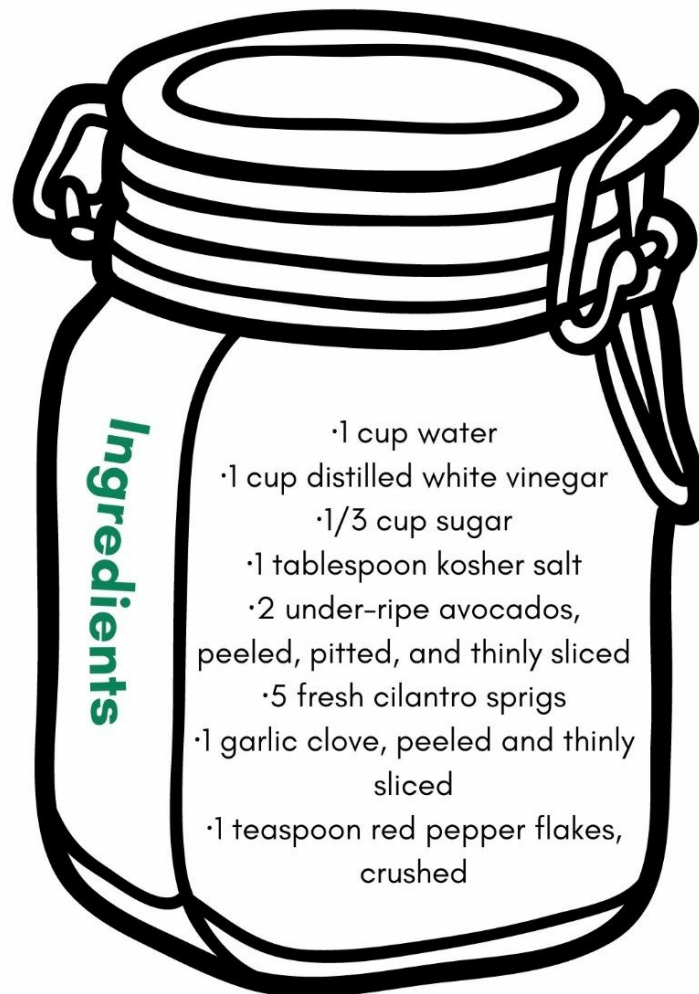 Ingredients
·1 cup water
·1 cup distilled white vinegar
·1/3 cup sugar
·1 tablespoon kosher salt
·2 under-ripe avocados,
peeled, pitted, and thinly sliced
·5 fresh cilantro sprigs
·1 garlic clove, peeled and thinly
sliced
·1 teaspoon red pepper flakes,
crushed